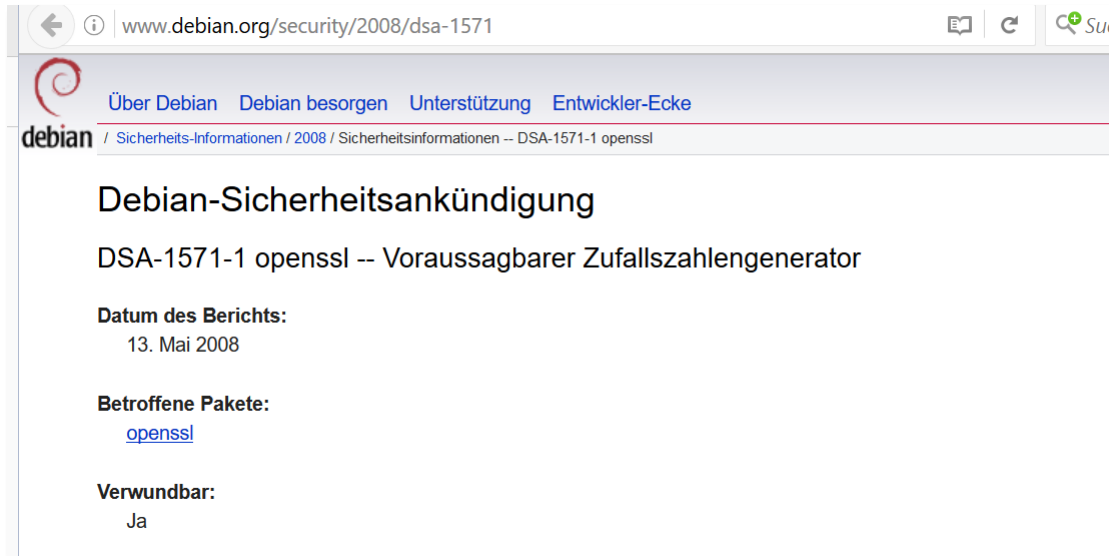 www.debian.org/security/2008/dsa-1571
Über Debian Debian besorgen Unterstützung Entwickler-Ecke
debian / Sicherheits-Informationen / 2008 / Sicherheitsinformationen -- DSA-1571-1 openssl
Debian-Sicherheitsankündigung
DSA-1571-1 openssl -- Voraussagbarer Zufallszahlengenerator
Datum des Berichts:
13. Mai 2008
Betroffene Pakete:
openssl
Verwundbar:
Ja